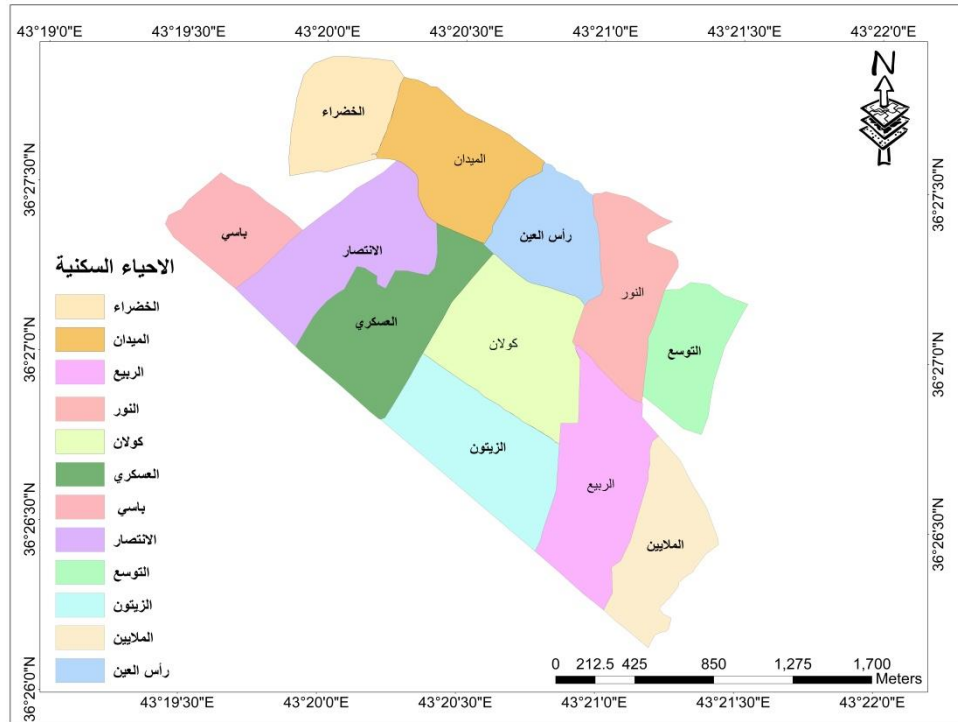 43°19'0"E 43°19'30"E 43°20'0"E 43°20'30"E 43°21'0"E 43°21'30"E 43°22'0"E
N
36°27'30"N
36°27'0"N
36°26'30"N
36°26'0"N
36°27'30"N
36°27'0"N
36°26'30"N
الخضراء
الميدان
رأس العين
باسي
الانتصار
النور
العسكري
كولان
التوسع
الزيتون
الربيع
الملايين
الاحياء السكنية
الخضراء
الميدان
الربيع
النور
كولان
العسكري
باسي
الانتصار
التوسع
الزيتون
الملايين
رأس العين
0 212.5 425 850 1,275 1,700
Meters
43°19'30"E 43°20'0"E 43°20'30"E 43°21'0"E 43°21'30"E 43°22'0"E